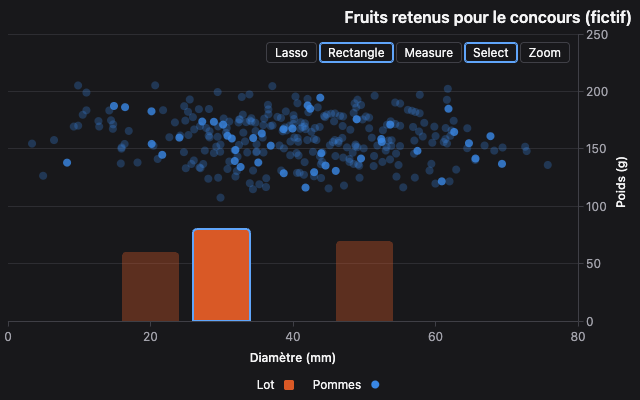 Fruits retenus pour le concours (fictif)
Lasso Rectangle Measure Select Zoom
250
200
150
100
50
0
Poids (g)
0 20 40 60 80
Diamètre (mm)
Lot Pommes